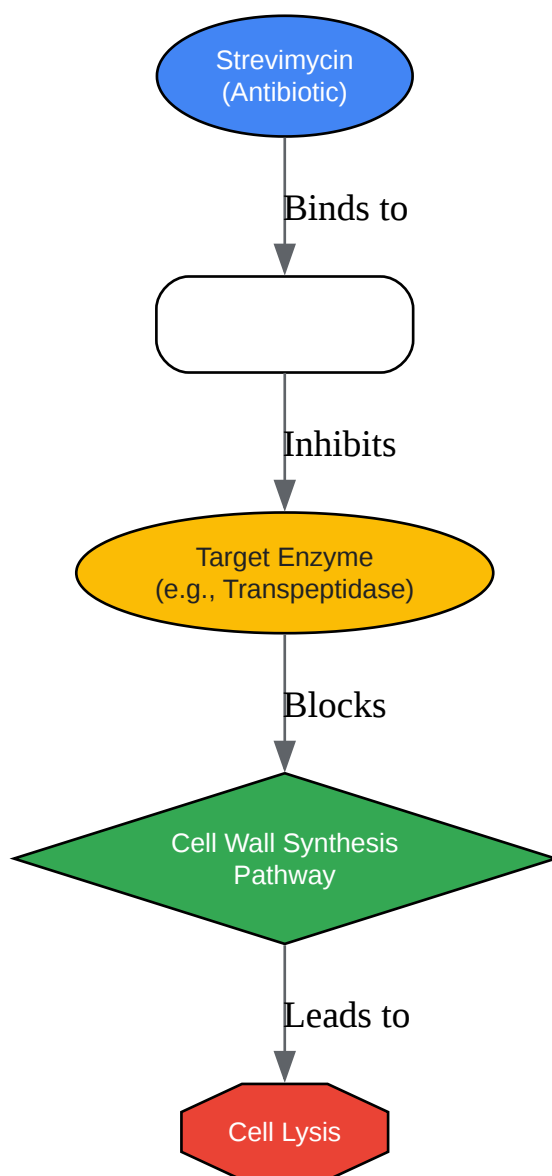 Strevimycin
(Antibiotic)
Binds to
Inhibits
Target Enzyme
(e.g., Transpeptidase)
Blocks
Cell Wall Synthesis
Pathway
Leads to
Cell Lysis